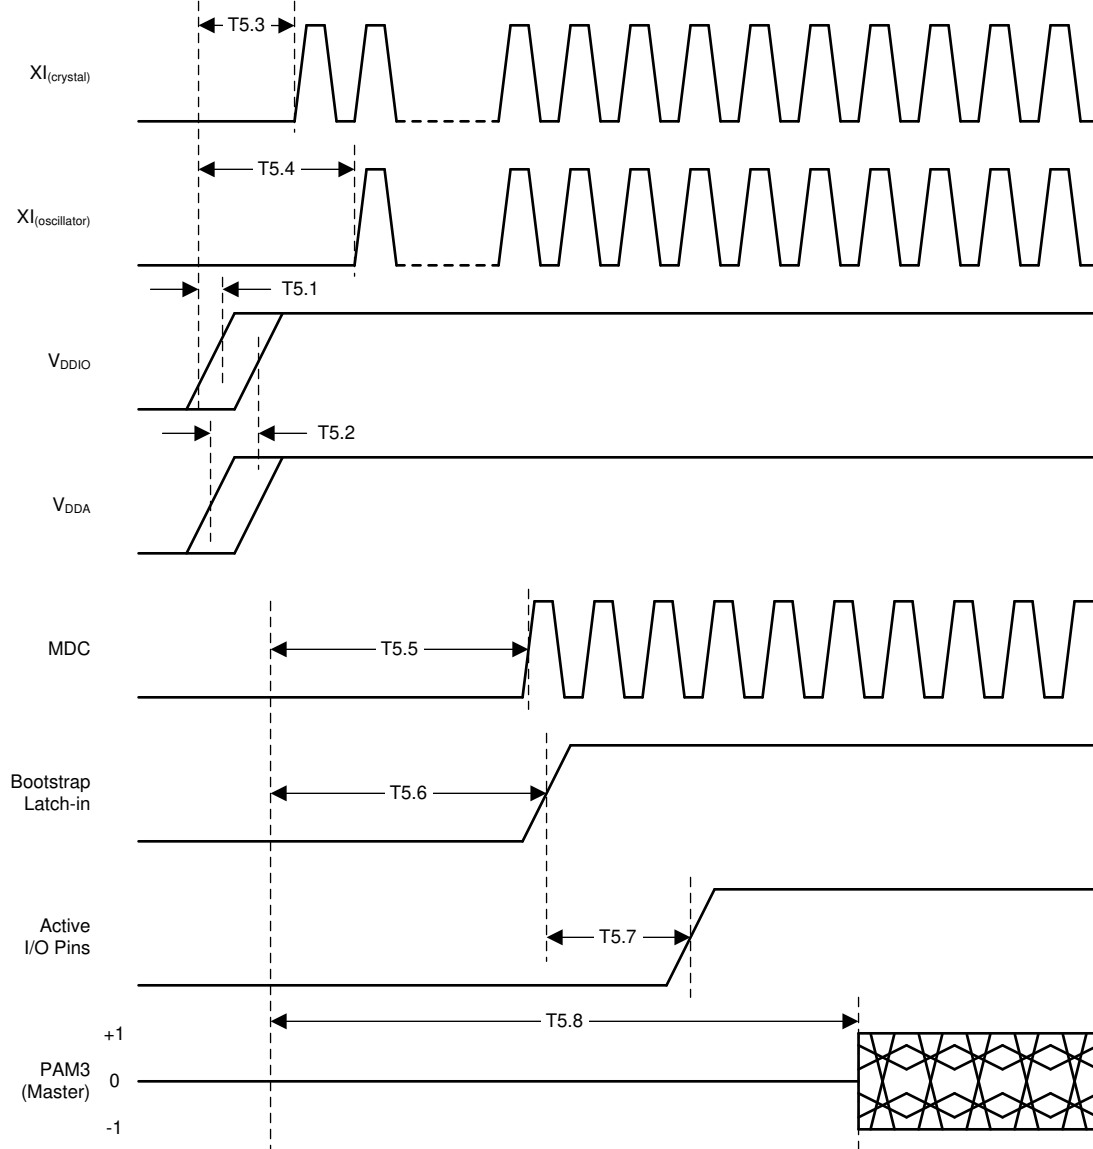 T5.3
XI(crystal)
T5.4
XI(oscillator)
T5.1
VDDIO
T5.2
VDDA
MDC
T5.5
Bootstrap
Latch-in
T5.6
Active
I/O Pins
T5.7
T5.8
+1
PAM3
(Master)
0
-1